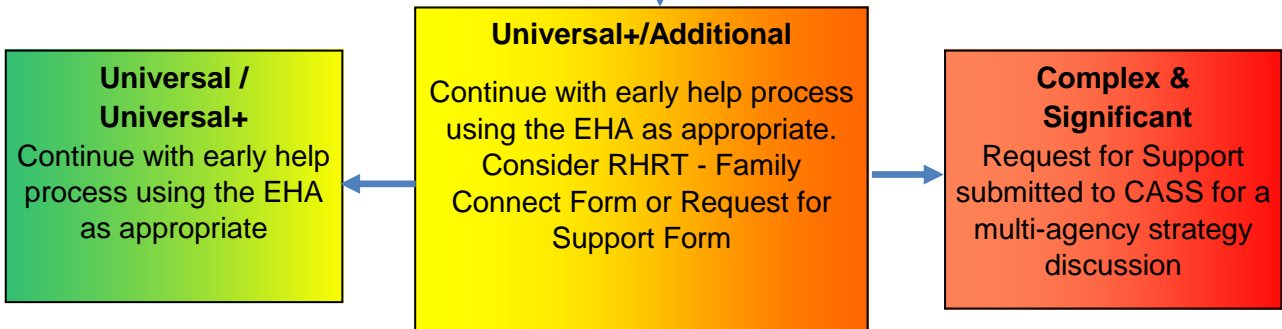 Universal /
Universal+
Continue with early help
process using the EHA
as appropriate
Universal+/Additional
Continue with early help process
using the EHA as appropriate.
Consider RHRT - Family
Connect Form or Request for
Support Form
Complex &
Significant
Request for Support
submitted to CASS for a
multi-agency strategy
discussion